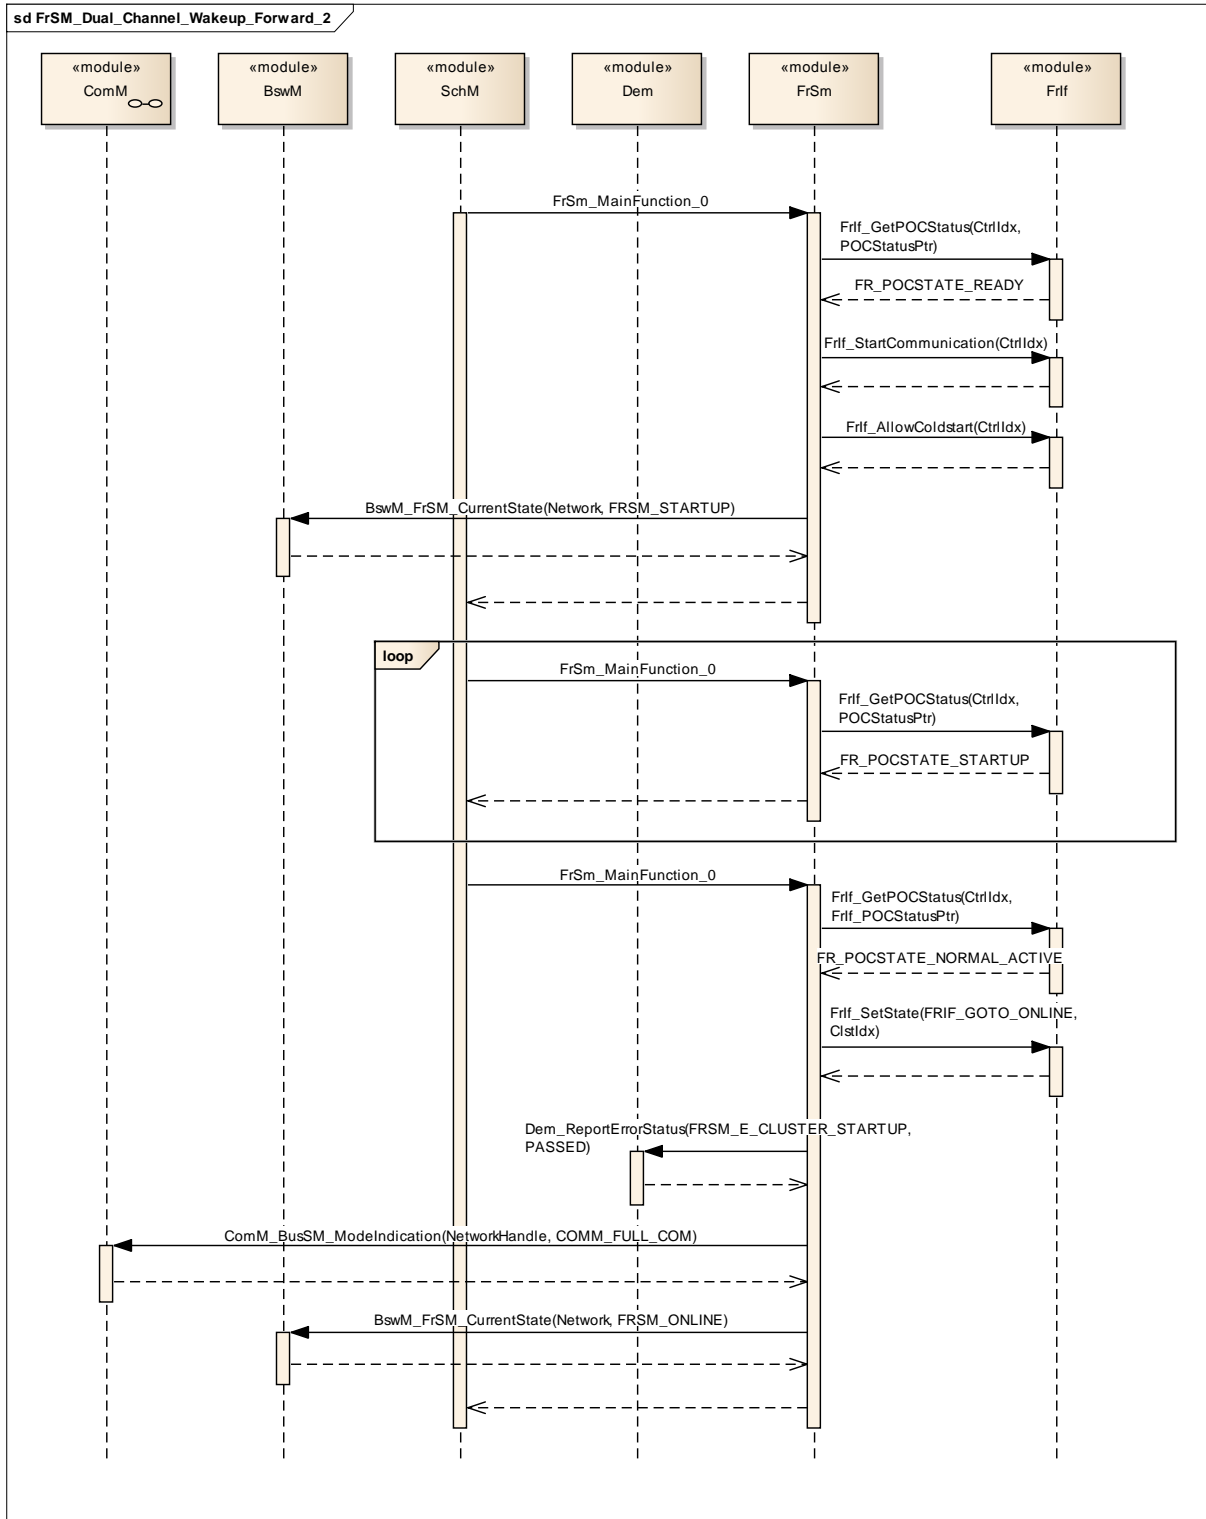 sd FrSM_Dual_Channel_Wakeup_Forward_2
«module»
ComM
«module»
BswM
«module»
SchM
«module»
Dem
«module»
FrSm
«module»
FrIf
FrSm_MainFunction_0
FrIf_GetPOCStatus(CtrlIdx,
POCStatusPtr)
FR_POCSTATE_READY
FrIf_StartCommunication(CtrlIdx)
FrIf_AllowColdstart(CtrlIdx)
BswM_FrSM_CurrentState(Network, FRSM_STARTUP)
loop
FrSm_MainFunction_0
FrIf_GetPOCStatus(CtrlIdx,
POCStatusPtr)
FR_POCSTATE_STARTUP
FrSm_MainFunction_0
FrIf_GetPOCStatus(CtrlIdx,
FrIf_POCStatusPtr)
FR_POCSTATE_NORMAL_ACTIVE
FrIf_SetState(FRIF_GOTO_ONLINE,
ClstIdx)
Dem_ReportErrorStatus(FRSM_E_CLUSTER_STARTUP,
PASSED)
ComM_BusSM_ModeIndication(NetworkHandle, COMM_FULL_COM)
BswM_FrSM_CurrentState(Network, FRSM_ONLINE)